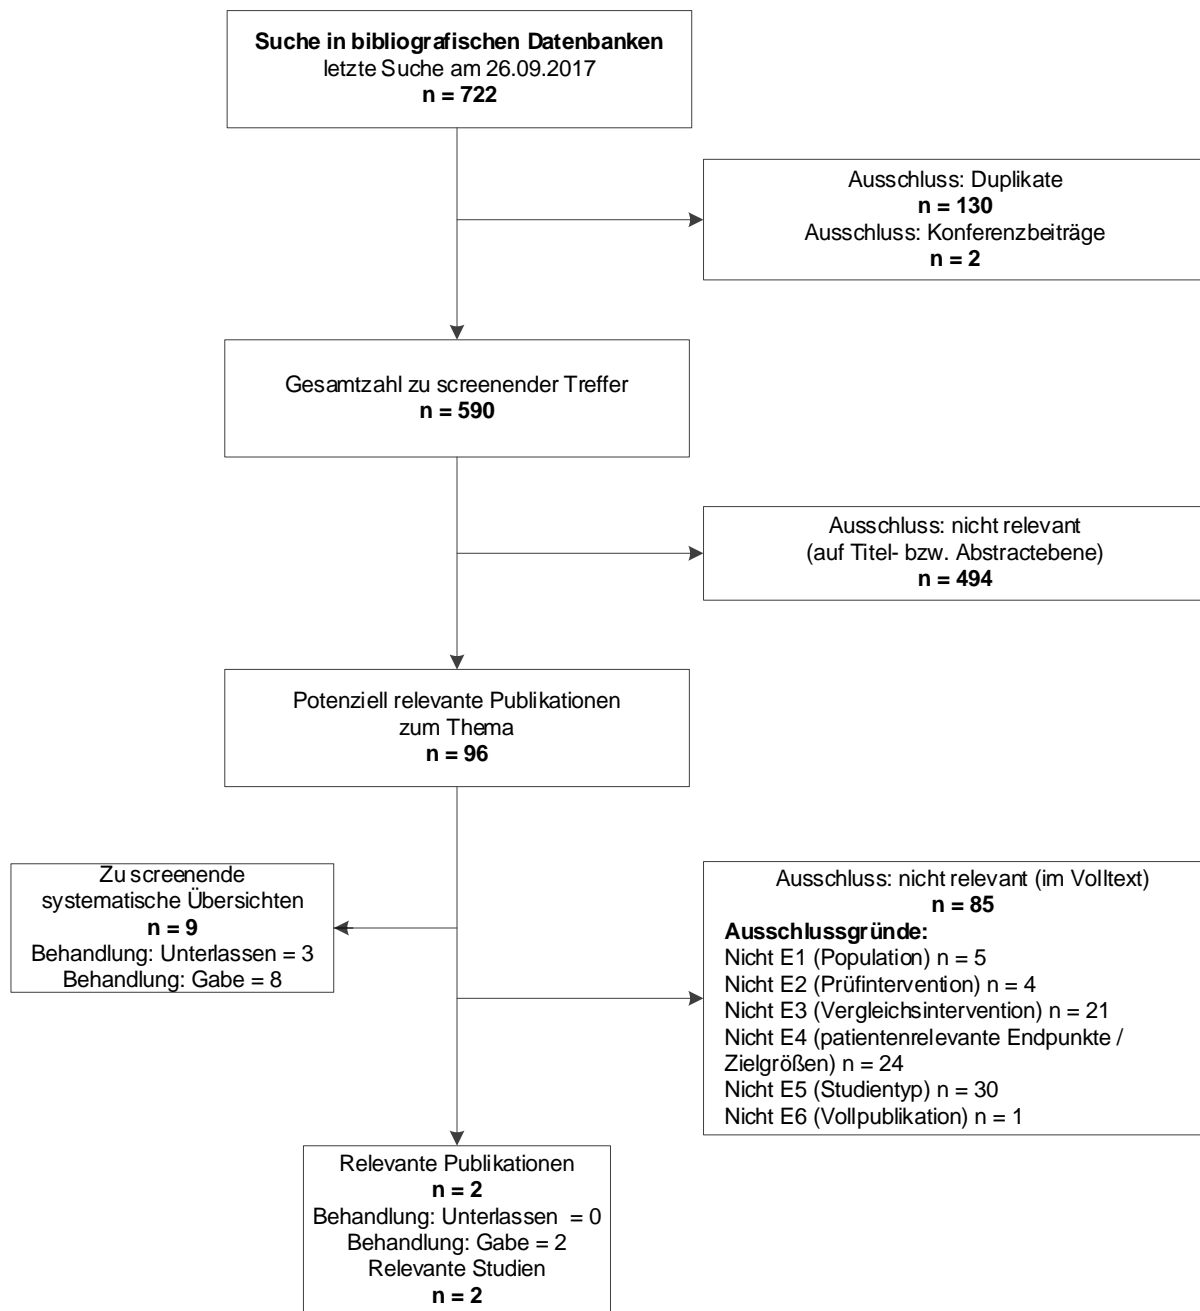 Suche in bibliografischen Datenbanken
letzte Suche am 26.09.2017
n = 722
Ausschluss: Duplikate
n = 130
Ausschluss: Konferenzbeiträge
n = 2
Gesamtzahl zu screenender Treffer
n = 590
Ausschluss: nicht relevant
(auf Titel- bzw. Abstractebene)
n = 494
Potenziell relevante Publikationen
zum Thema
n = 96
Zu screenende
systematische Übersichten
n = 9
Behandlung: Unterlassen = 3
Behandlung: Gabe = 8
Ausschluss: nicht relevant (im Volltext)
n = 85
Ausschlussgründe:
Nicht E1 (Population) n = 5
Nicht E2 (Prüfintervention) n = 4
Nicht E3 (Vergleichsintervention) n = 21
Nicht E4 (patientenrelevante Endpunkte /
Zielgrößen) n = 24
Nicht E5 (Studientyp) n = 30
Nicht E6 (Vollpublikation) n = 1
Relevante Publikationen
n = 2
Behandlung: Unterlassen = 0
Behandlung: Gabe = 2
Relevante Studien
n = 2